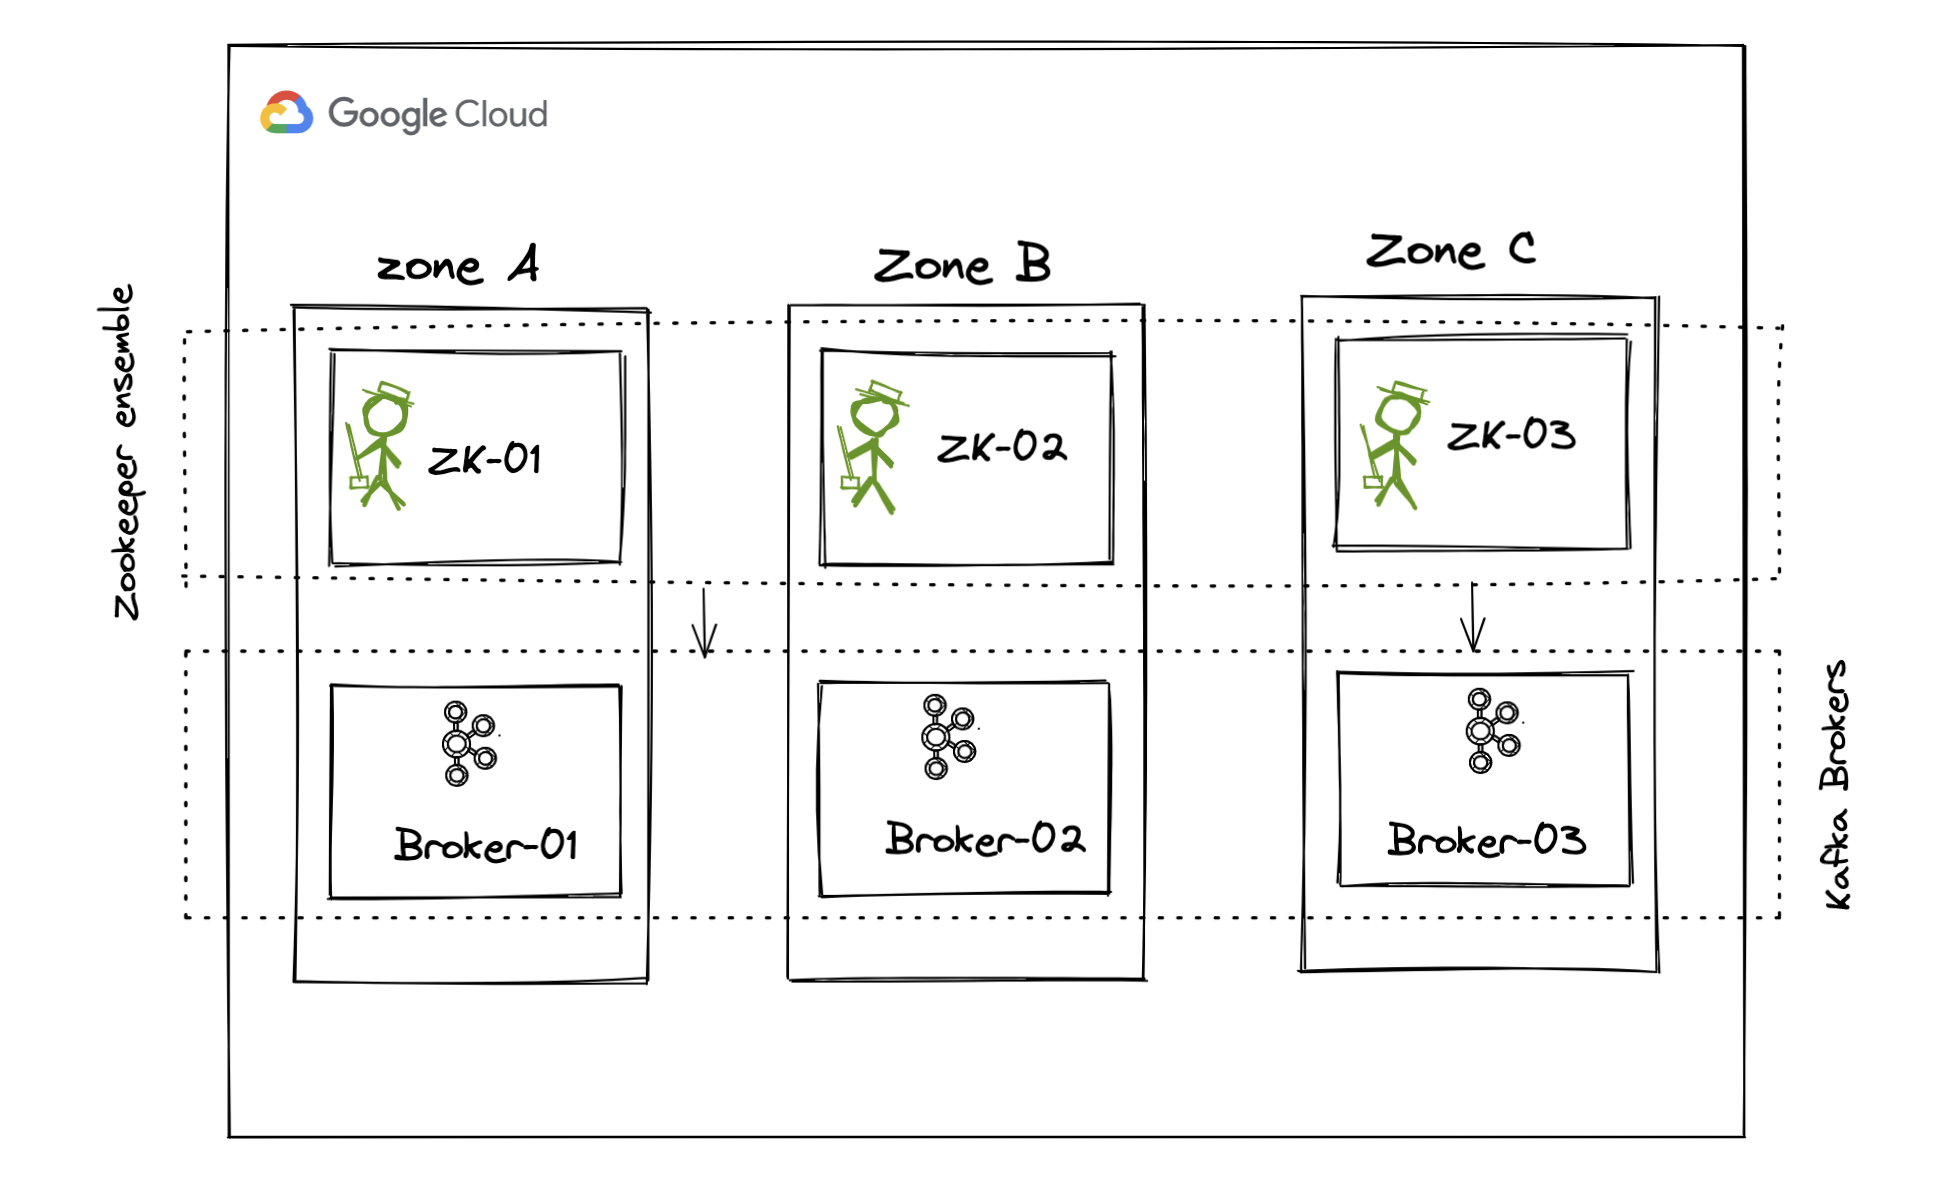 Google Cloud
zone A
Zone B
Zone C
Zookeeper ensemble
ZK-01
ZK-02
ZK-03
Broker-01
Broker-02
Broker-03
Kafka Brokers